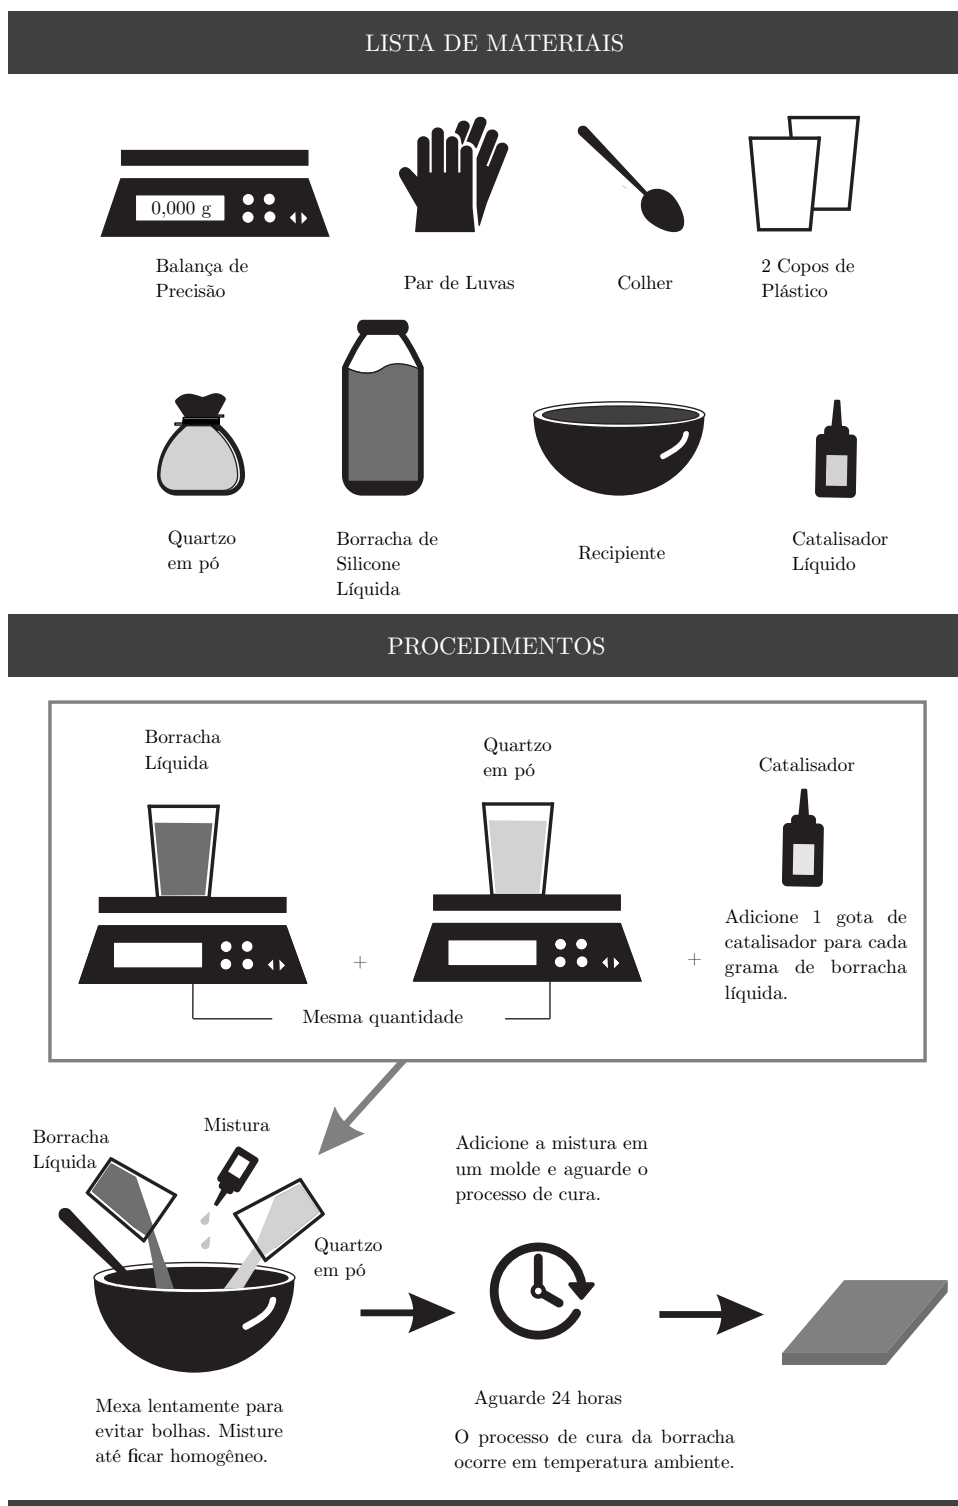 LISTA DE MATERIAIS
0,000 g
Balança de
Precisão
Par de Luvas
Colher
2 Copos de
Plástico
Quartzo
em pó
Borracha de
Silicone
Líquida
Recipiente
Catalisador
Líquido
PROCEDIMENTOS
Borracha
Líquida
Quartzo
em pó
Catalisador
Adicione 1 gota de
catalisador para cada
grama de borracha
líquida.
+
+
Mesma quantidade
Borracha
Líquida
Mistura
Quartzo
em pó
Mexa lentamente para
evitar bolhas. Misture
até ficar homogêneo.
Adicione a mistura em
um molde e aguarde o
processo de cura.
Aguarde 24 horas
O processo de cura da borracha
ocorre em temperatura ambiente.